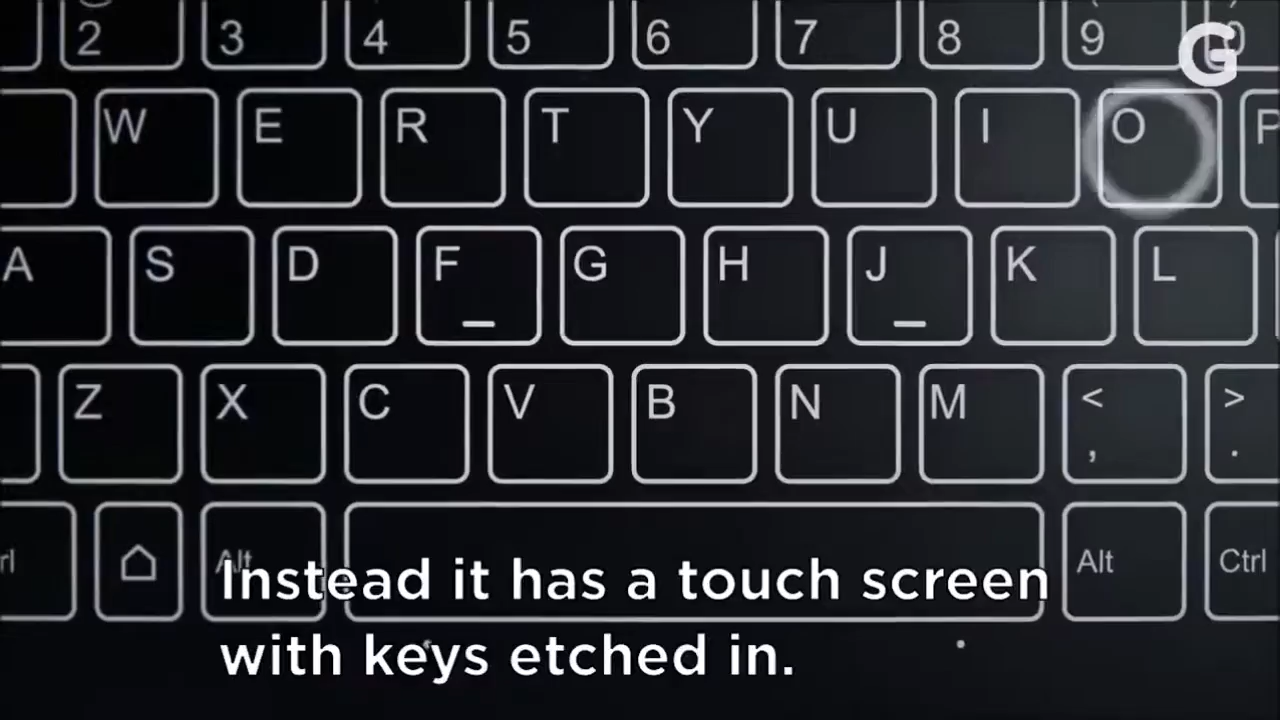 2 3 4 5 6 7 8 9
G
W E R T Y U I O P
A S D F G H J K L
Z X C V B N M < , > .
Alt Alt Ctrl
Instead it has a touch screen
with keys etched in.